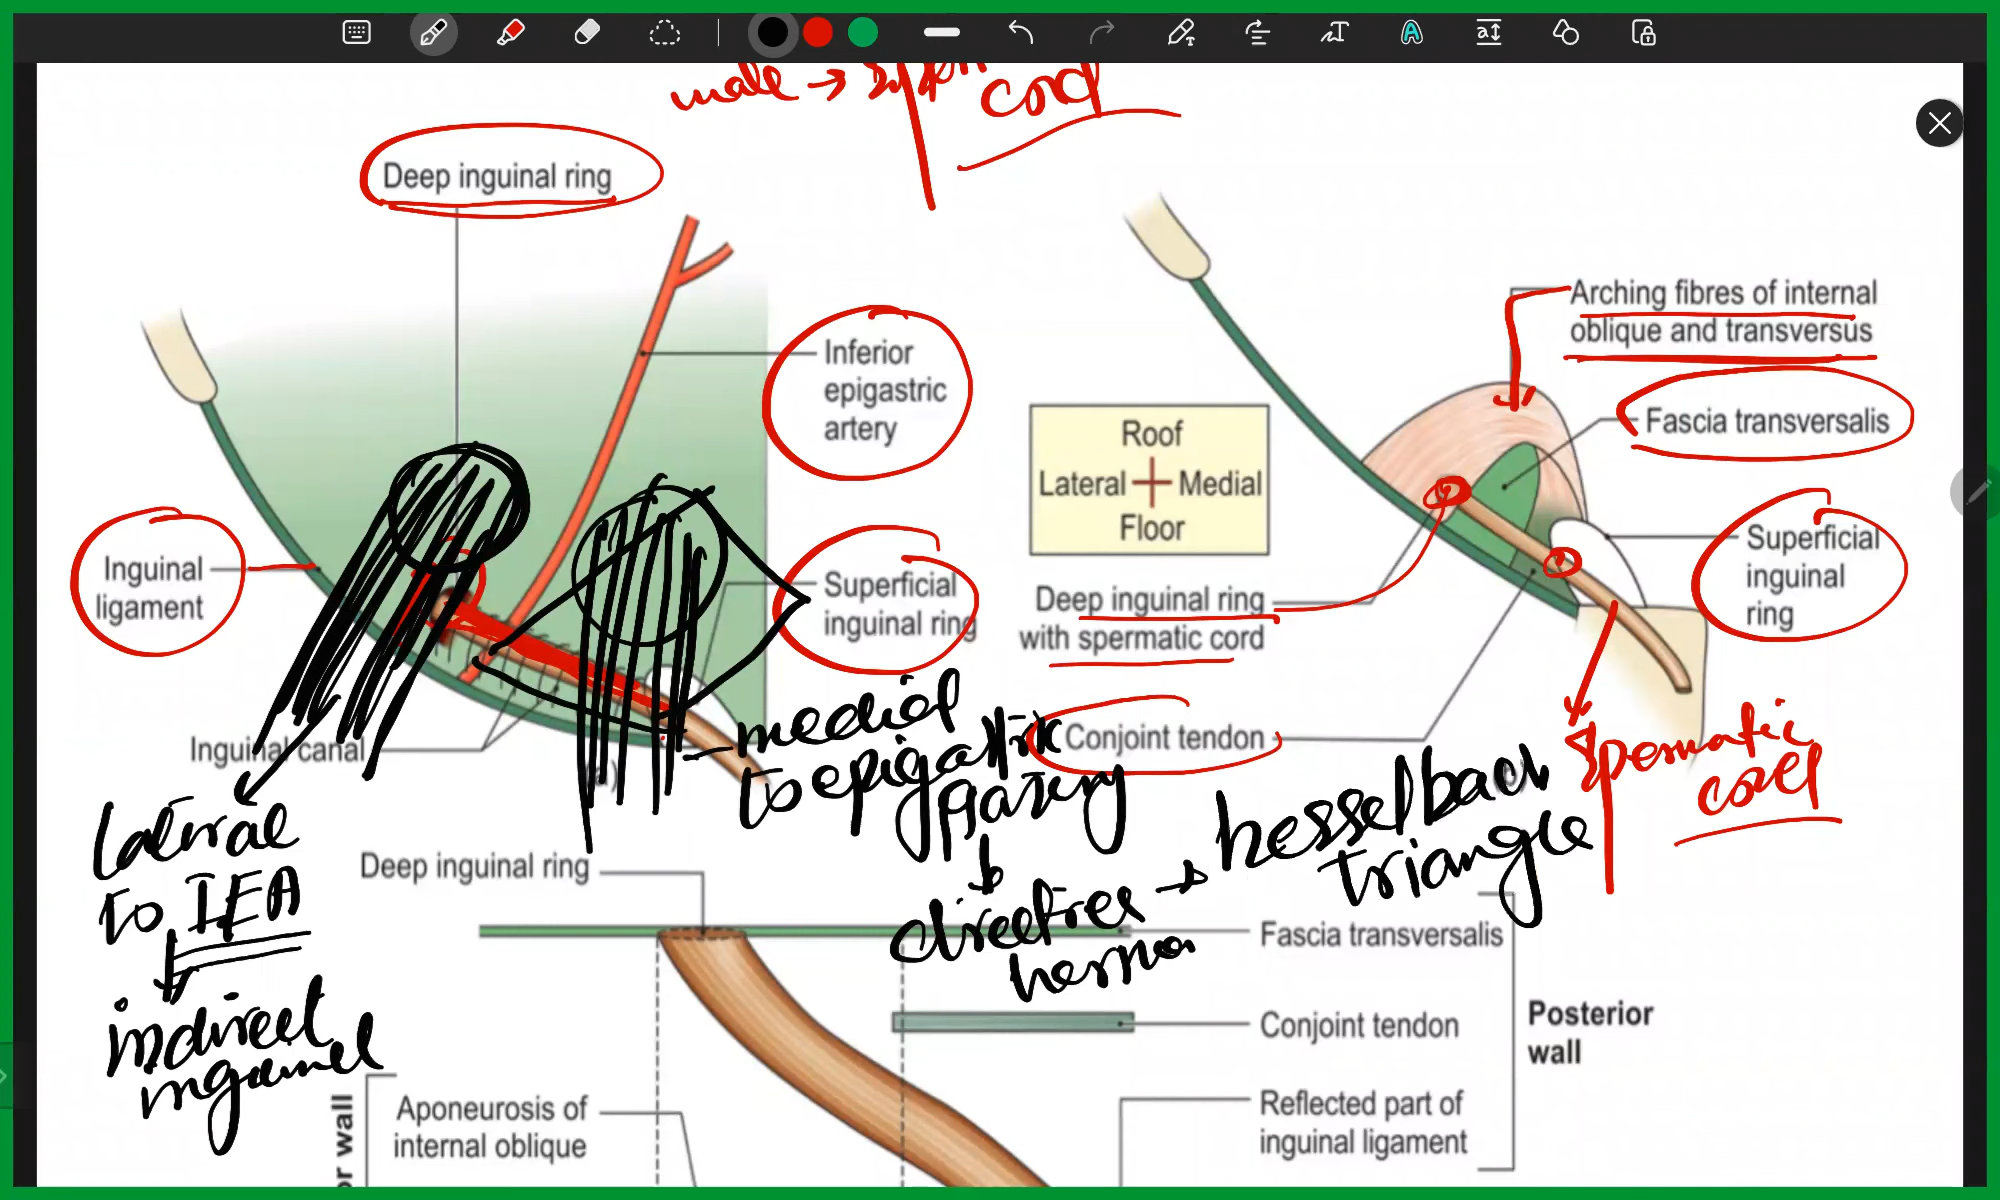 male →
cord
Deep inguinal ring
Inferior
epigastric
artery
Inguinal
ligament
Superficial
inguinal ring
Inguinal canal
Roof
Lateral Medial
Floor
Arching fibres of internal
oblique and transversus
Fascia transversalis
Superficial
inguinal
ring
Deep inguinal ring
with spermatic cord
Conjoint tendon
spermatic
cord
medial
to epigastric
artery
hesselbach
triangle
hernia
lateral
to IEA
indirect
inguinal
Deep inguinal ring
Fascia transversalis
Conjoint tendon
Reflected part of
inguinal ligament
Posterior
wall
Aponeurosis of
internal oblique
or wall